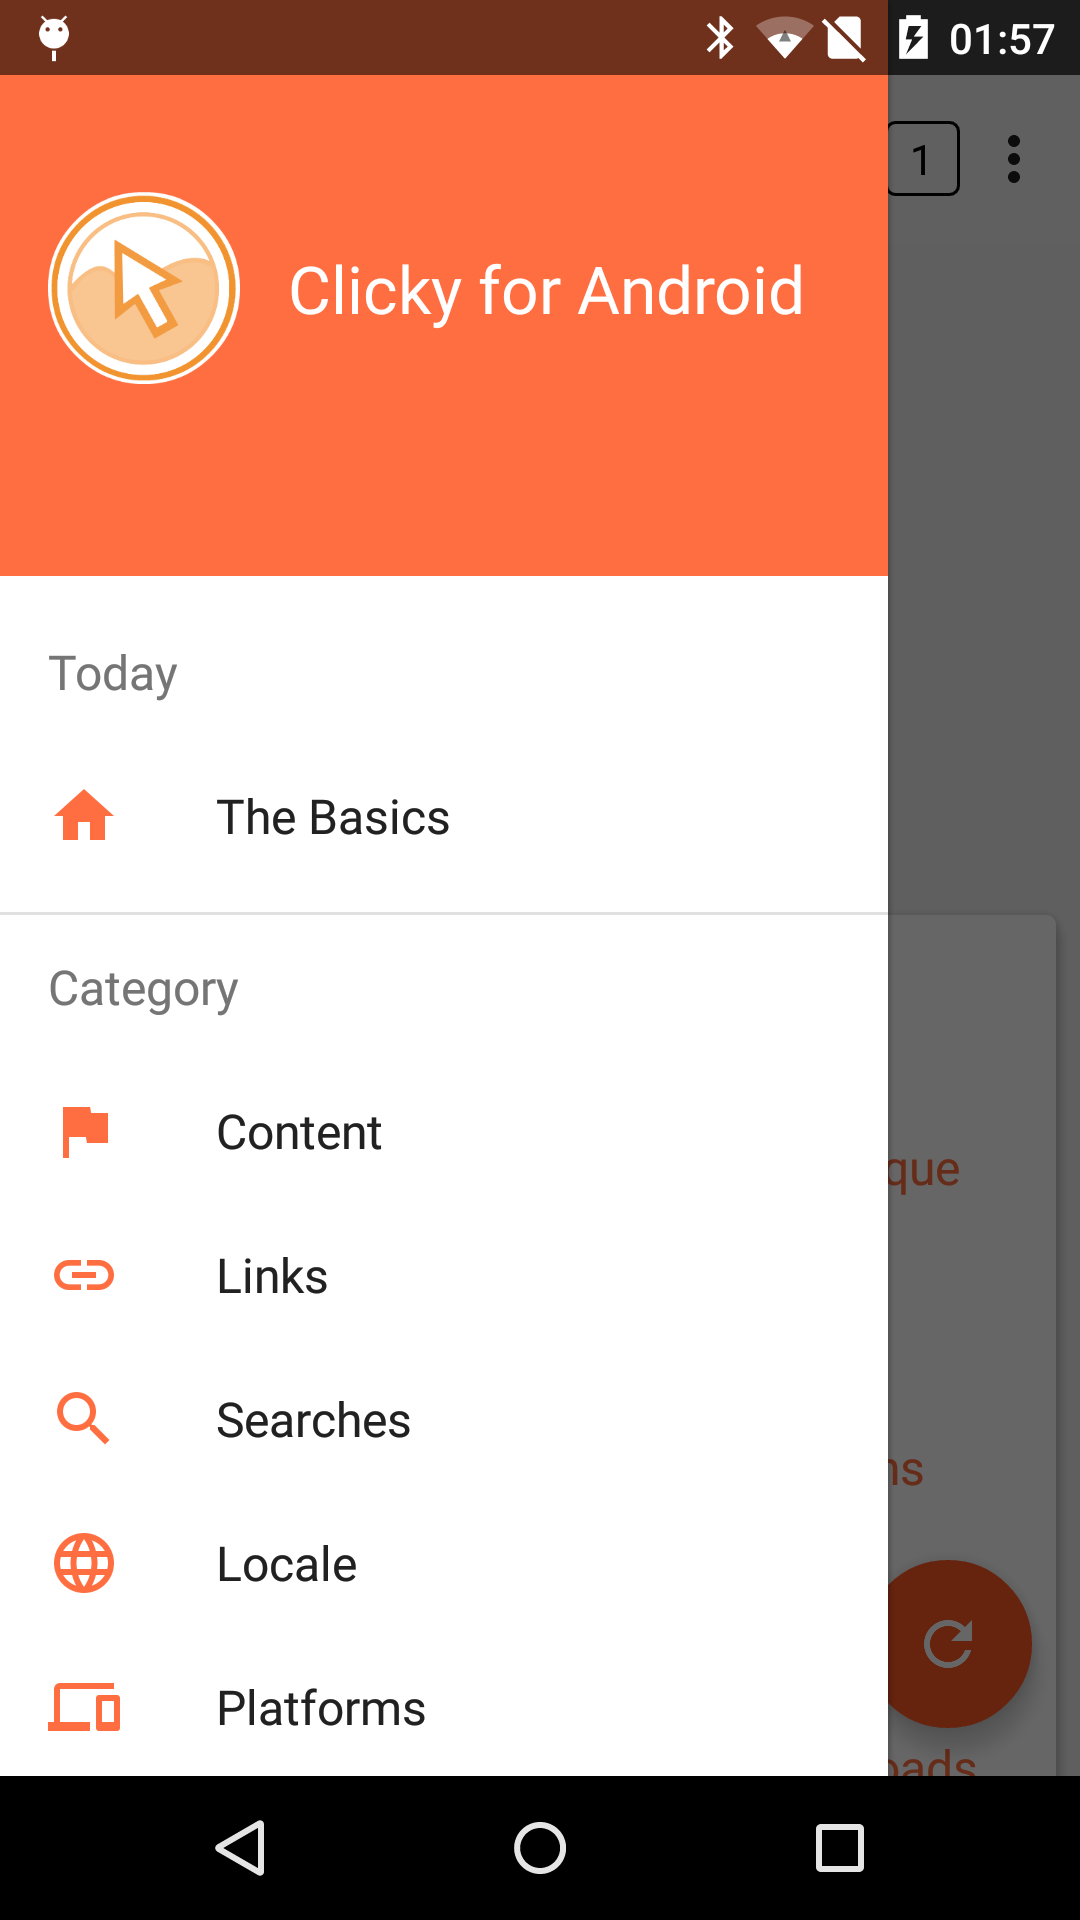 01:57
1
Clicky for Android
Today
The Basics
Category
Content
que
Links
Searches
ns
Locale
Platforms
oads